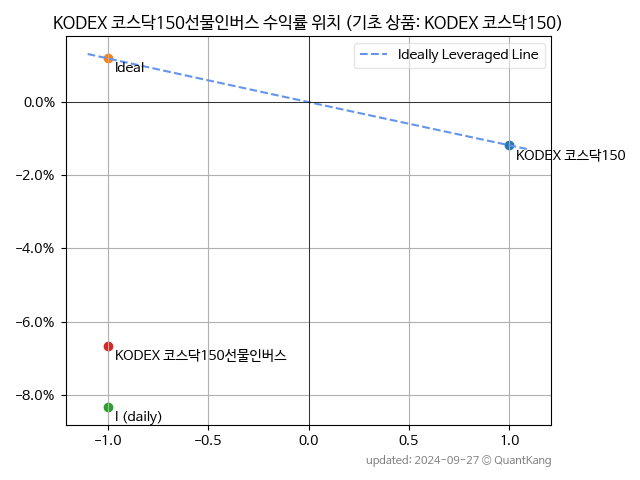 KODEX 코스닥150선물인버스 수익률 위치 (기초 상품: KODEX 코스닥150)
Ideally Leveraged Line
Ideal
0.0%
KODEX 코스닥150
−2.0%
−4.0%
−6.0%
KODEX 코스닥150선물인버스
−8.0%
I (daily)
−1.0 −0.5 0.0 0.5 1.0
updated: 2024-09-27 © QuantKang